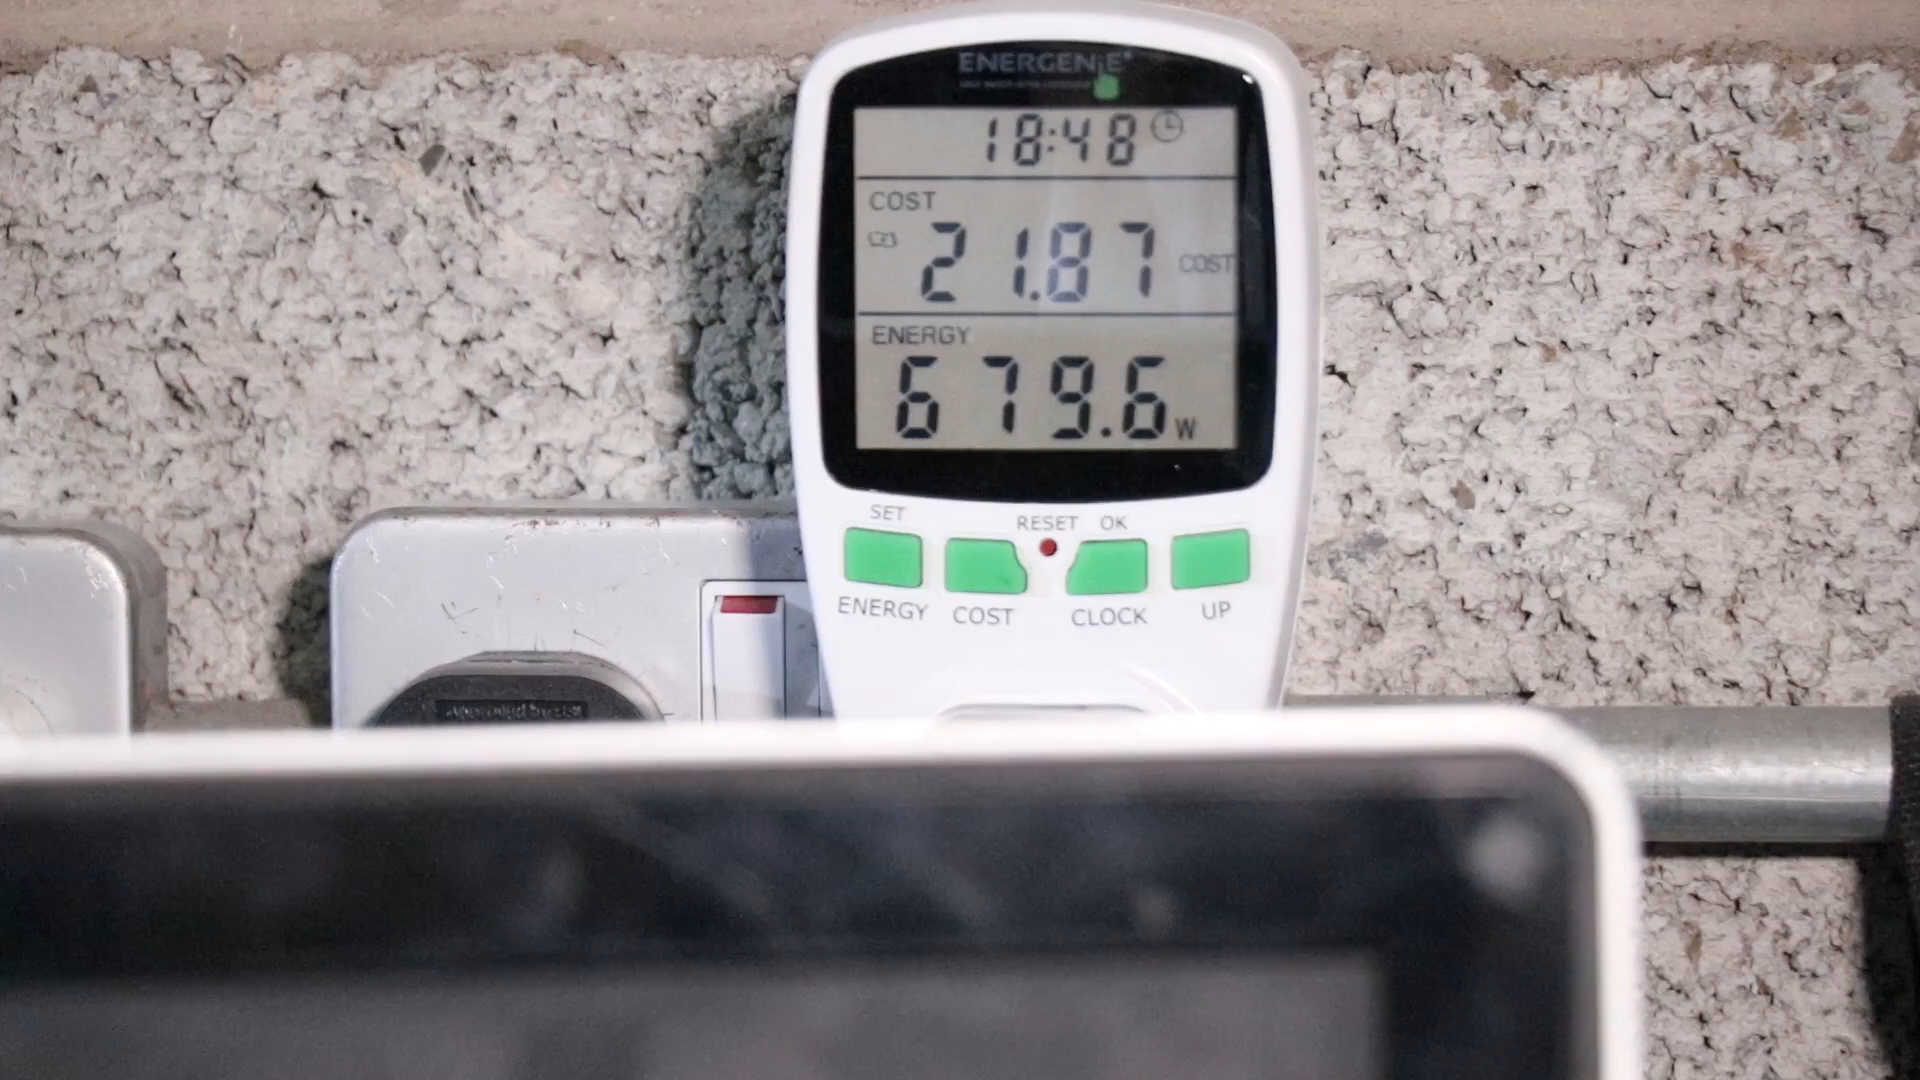 ENERGENIE
18:48
COST
21.87 COST
ENERGY
679.6 W
SET RESET OK
ENERGY COST CLOCK UP